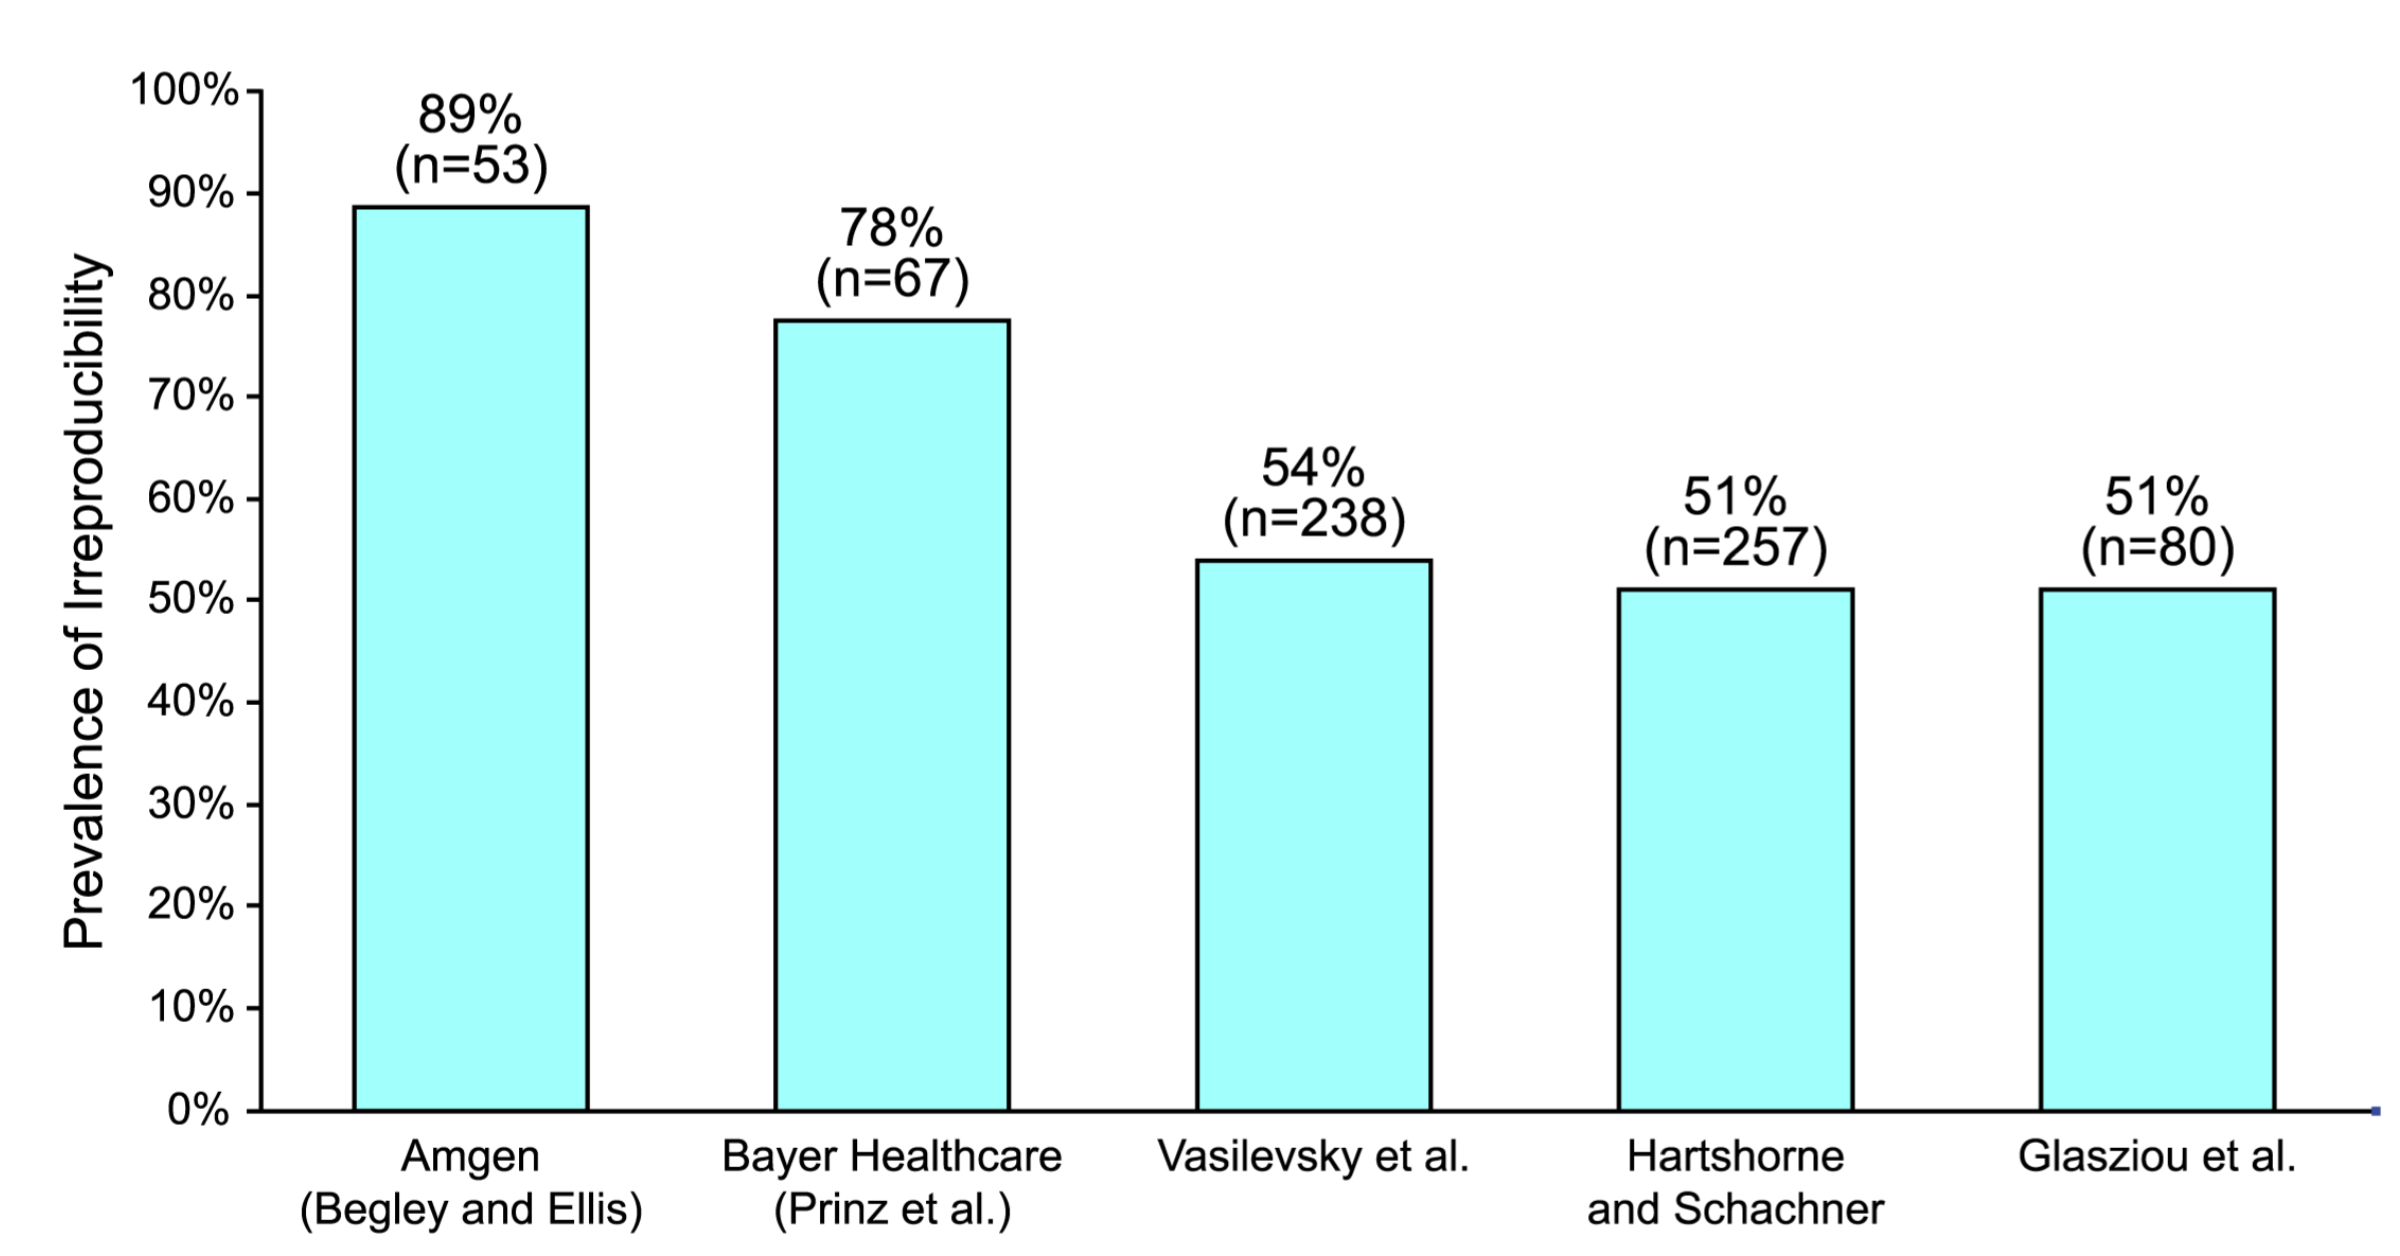 Prevalence of Irreproducibility
100%
90%
80%
70%
60%
50%
40%
30%
20%
10%
0%
89%
(n=53)
78%
(n=67)
54%
(n=238)
51%
(n=257)
51%
(n=80)
Amgen
(Begley and Ellis)
Bayer Healthcare
(Prinz et al.)
Vasilevsky et al.
Hartshorne
and Schachner
Glasziou et al.